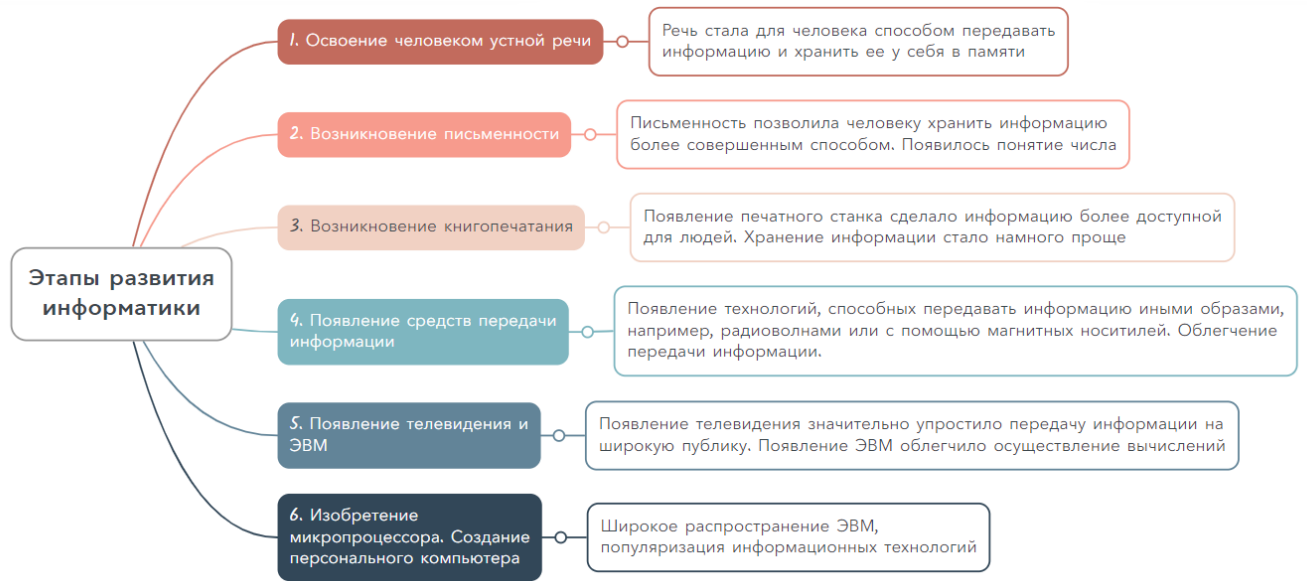 Этапы развития
информатики
1. Освоение человеком устной речи
Речь стала для человека способом передавать
информацию и хранить ее у себя в памяти
2. Возникновение письменности
Письменность позволила человеку хранить информацию
более совершенным способом. Появилось понятие числа
3. Возникновение книгопечатания
Появление печатного станка сделало информацию более доступной
для людей. Хранение информации стало намного проще
4. Появление средств передачи
информации
Появление технологий, способных передавать информацию иными образами,
например, радиоволнами или с помощью магнитных носитилей. Облегчение
передачи информации.
5. Появление телевидения и
ЭВМ
Появление телевидения значительно упростило передачу информации на
широкую публику. Появление ЭВМ облегчило осуществление вычислений
6. Изобретение
микропроцессора. Создание
персонального компьютера
Широкое распространение ЭВМ,
популяризация информационных технологий